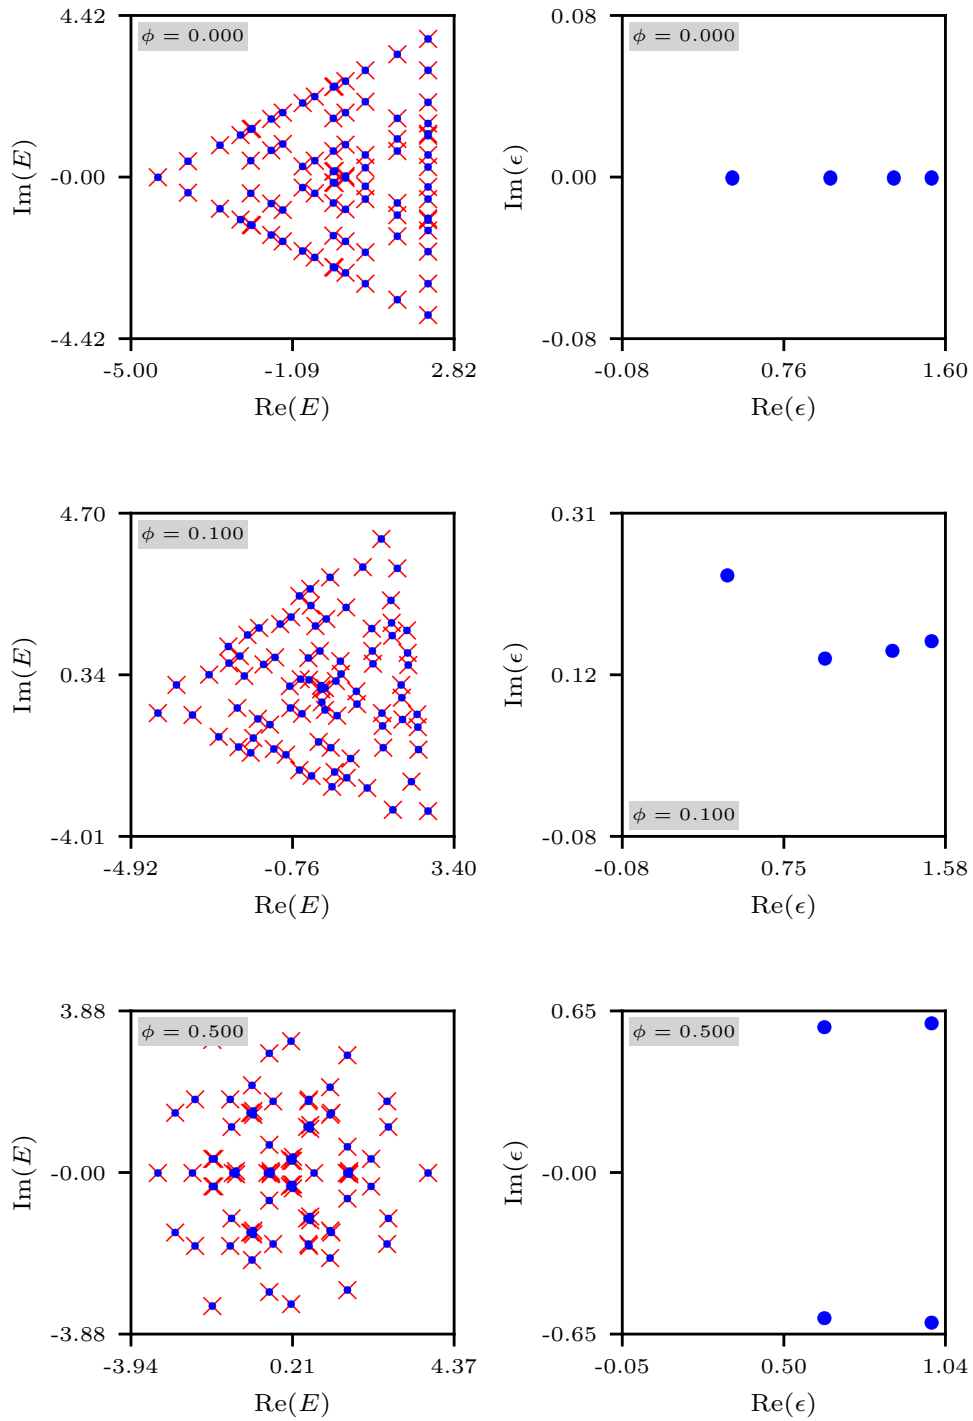 4.42
ϕ = 0.000
-0.00
Im(E)
-4.42
-5.00 -1.09 2.82
Re(E)
0.08
ϕ = 0.000
0.00
Im(ϵ)
-0.08
-0.08 0.76 1.60
Re(ϵ)
4.70
ϕ = 0.100
0.34
Im(E)
-4.01
-4.92 -0.76 3.40
Re(E)
0.31
0.12
Im(ϵ)
ϕ = 0.100
-0.08
-0.08 0.75 1.58
Re(ϵ)
3.88
ϕ = 0.500
-0.00
Im(E)
-3.88
-3.94 0.21 4.37
Re(E)
0.65
ϕ = 0.500
-0.00
Im(ϵ)
-0.65
-0.05 0.50 1.04
Re(ϵ)